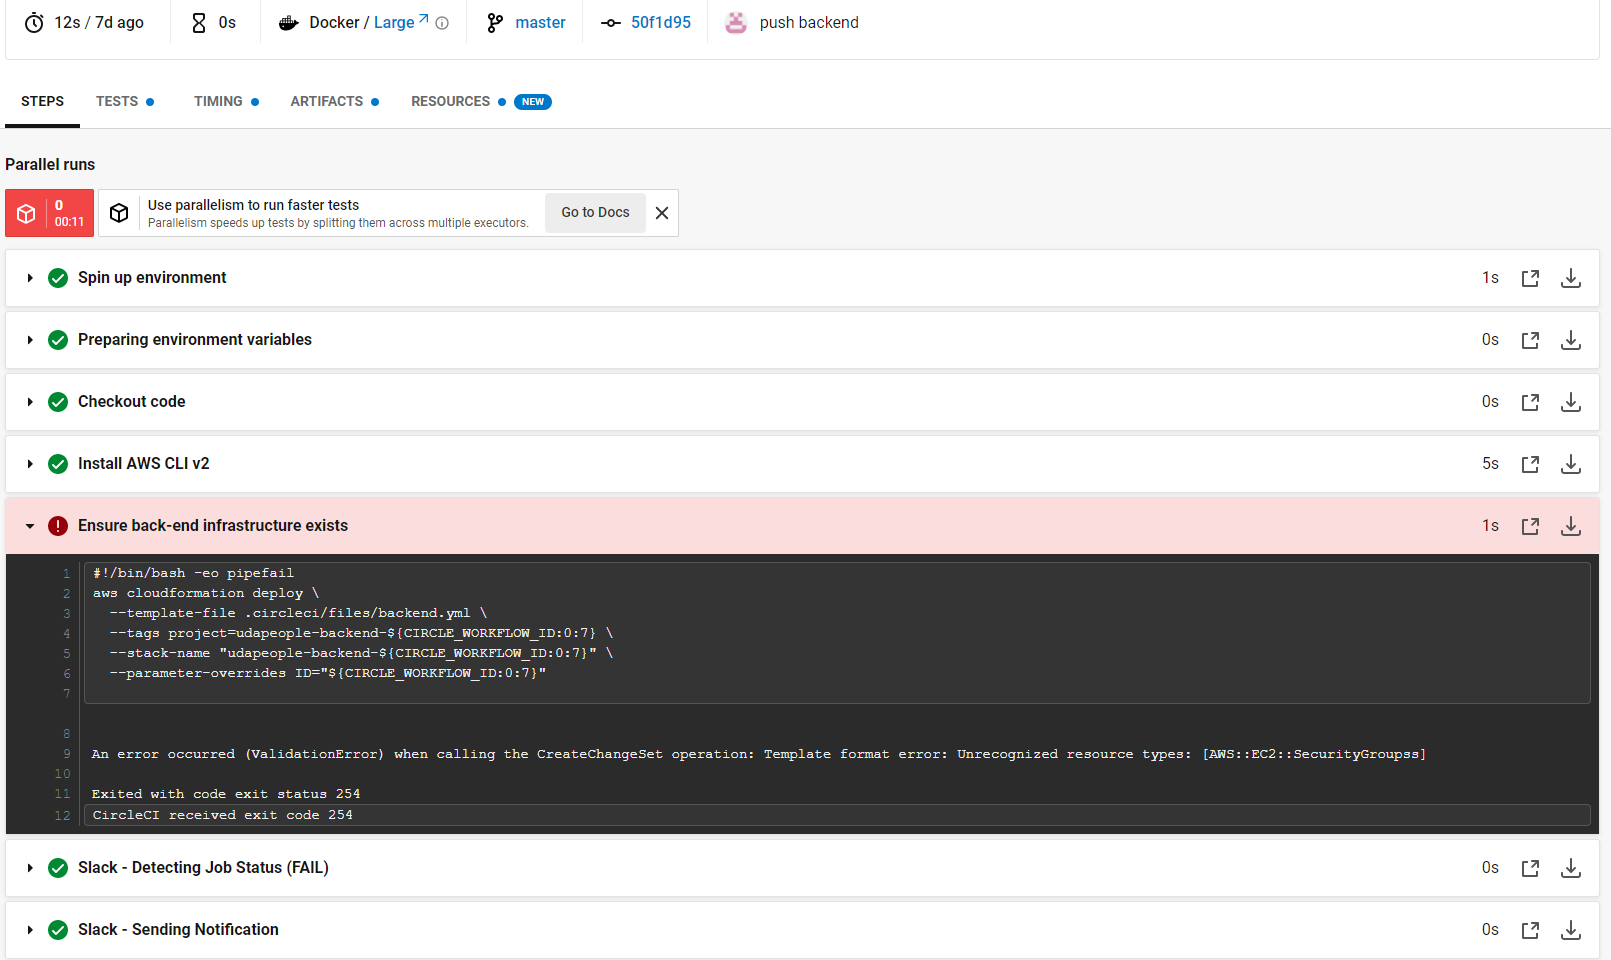 12s / 7d ago
0s
Docker / Large
master
50f1d95
push backend
STEPS
TESTS
TIMING
ARTIFACTS
RESOURCES
NEW
Parallel runs
0
00:11
Use parallelism to run faster tests
Parallelism speeds up tests by splitting them across multiple executors.
Go to Docs
Spin up environment
1s
Preparing environment variables
0s
Checkout code
0s
Install AWS CLI v2
5s
Ensure back-end infrastructure exists
1s
1 #!/bin/bash -eo pipefail
2 aws cloudformation deploy \
3 --template-file .circleci/files/backend.yml \
4 --tags project=udapeople-backend-${CIRCLE_WORKFLOW_ID:0:7} \
5 --stack-name "udapeople-backend-${CIRCLE_WORKFLOW_ID:0:7}" \
6 --parameter-overrides ID="${CIRCLE_WORKFLOW_ID:0:7}"
7
8
9 An error occurred (ValidationError) when calling the CreateChangeSet operation: Template format error: Unrecognized resource types: [AWS::EC2::SecurityGroupss]
10
11 Exited with code exit status 254
12 CircleCI received exit code 254
Slack - Detecting Job Status (FAIL)
0s
Slack - Sending Notification
0s